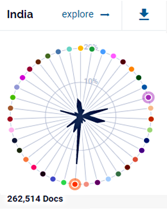 India explore →
10%
262,514 Docs